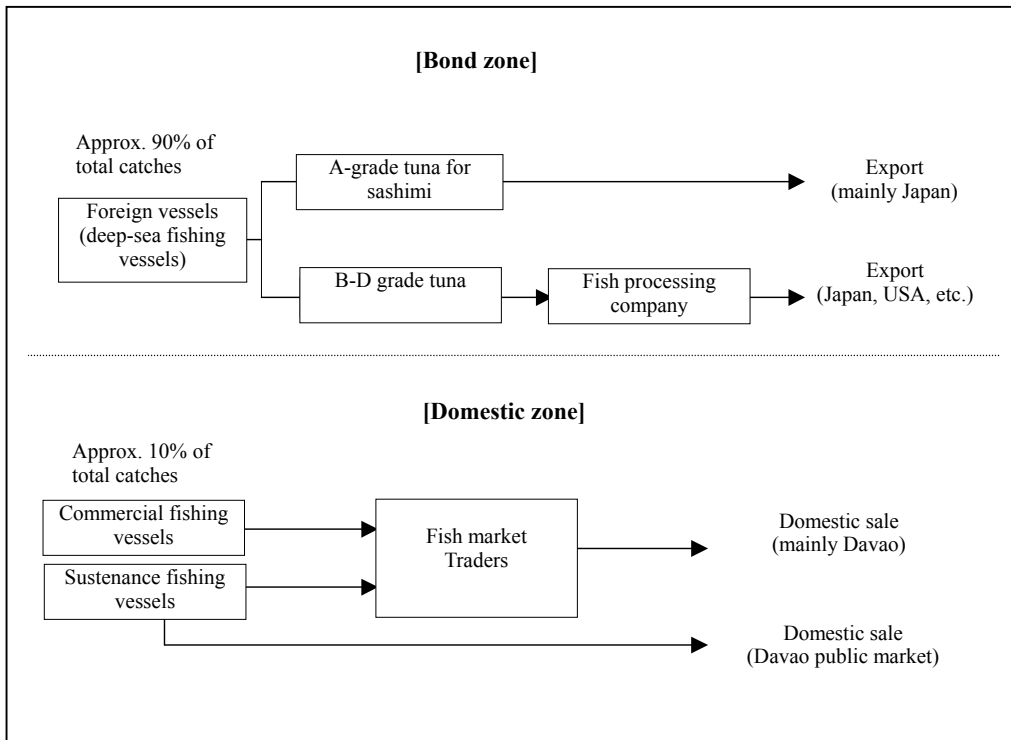 [Bond zone]
Approx. 90% of
total catches
Foreign vessels
(deep-sea fishing
vessels)
A-grade tuna for
sashimi
Export
(mainly Japan)
B-D grade tuna
Fish processing
company
Export
(Japan, USA, etc.)
[Domestic zone]
Approx. 10% of
total catches
Commercial fishing
vessels
Sustenance fishing
vessels
Fish market
Traders
Domestic sale
(mainly Davao)
Domestic sale
(Davao public market)